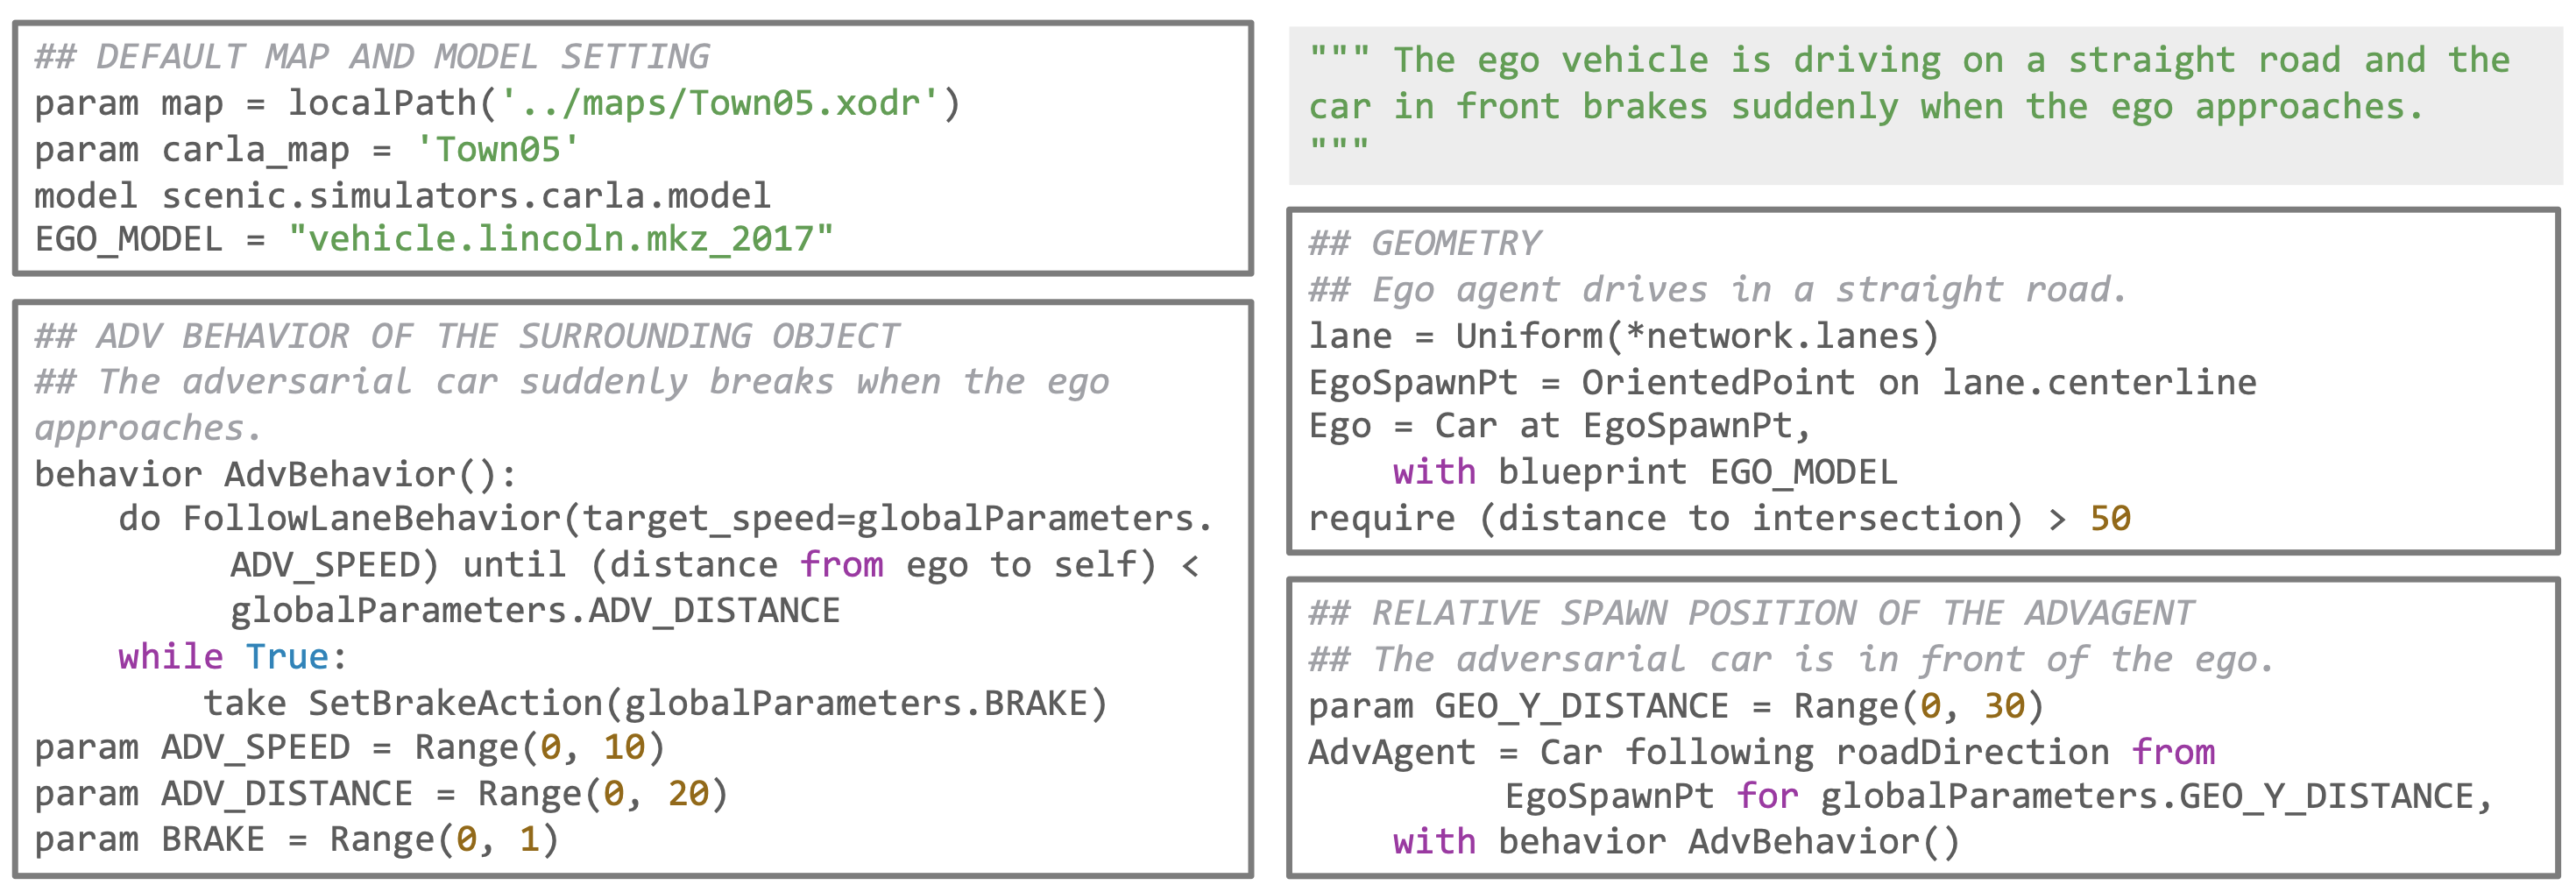 ## DEFAULT MAP AND MODEL SETTING
param map = localPath('../maps/Town05.xodr')
param carla_map = 'Town05'
model scenic.simulators.carla.model
EGO_MODEL = "vehicle.lincoln.mkz_2017"
## ADV BEHAVIOR OF THE SURROUNDING OBJECT
## The adversarial car suddenly breaks when the ego
approaches.
behavior AdvBehavior():
    do FollowLaneBehavior(target_speed=globalParameters.
        ADV_SPEED) until (distance from ego to self) <
        globalParameters.ADV_DISTANCE
    while True:
        take SetBrakeAction(globalParameters.BRAKE)
param ADV_SPEED = Range(0, 10)
param ADV_DISTANCE = Range(0, 20)
param BRAKE = Range(0, 1)
""" The ego vehicle is driving on a straight road and the
car in front brakes suddenly when the ego approaches.
"""
## GEOMETRY
## Ego agent drives in a straight road.
lane = Uniform(*network.lanes)
EgoSpawnPt = OrientedPoint on lane.centerline
Ego = Car at EgoSpawnPt,
    with blueprint EGO_MODEL
require (distance to intersection) > 50
## RELATIVE SPAWN POSITION OF THE ADVAGENT
## The adversarial car is in front of the ego.
param GEO_Y_DISTANCE = Range(0, 30)
AdvAgent = Car following roadDirection from
        EgoSpawnPt for globalParameters.GEO_Y_DISTANCE,
    with behavior AdvBehavior()